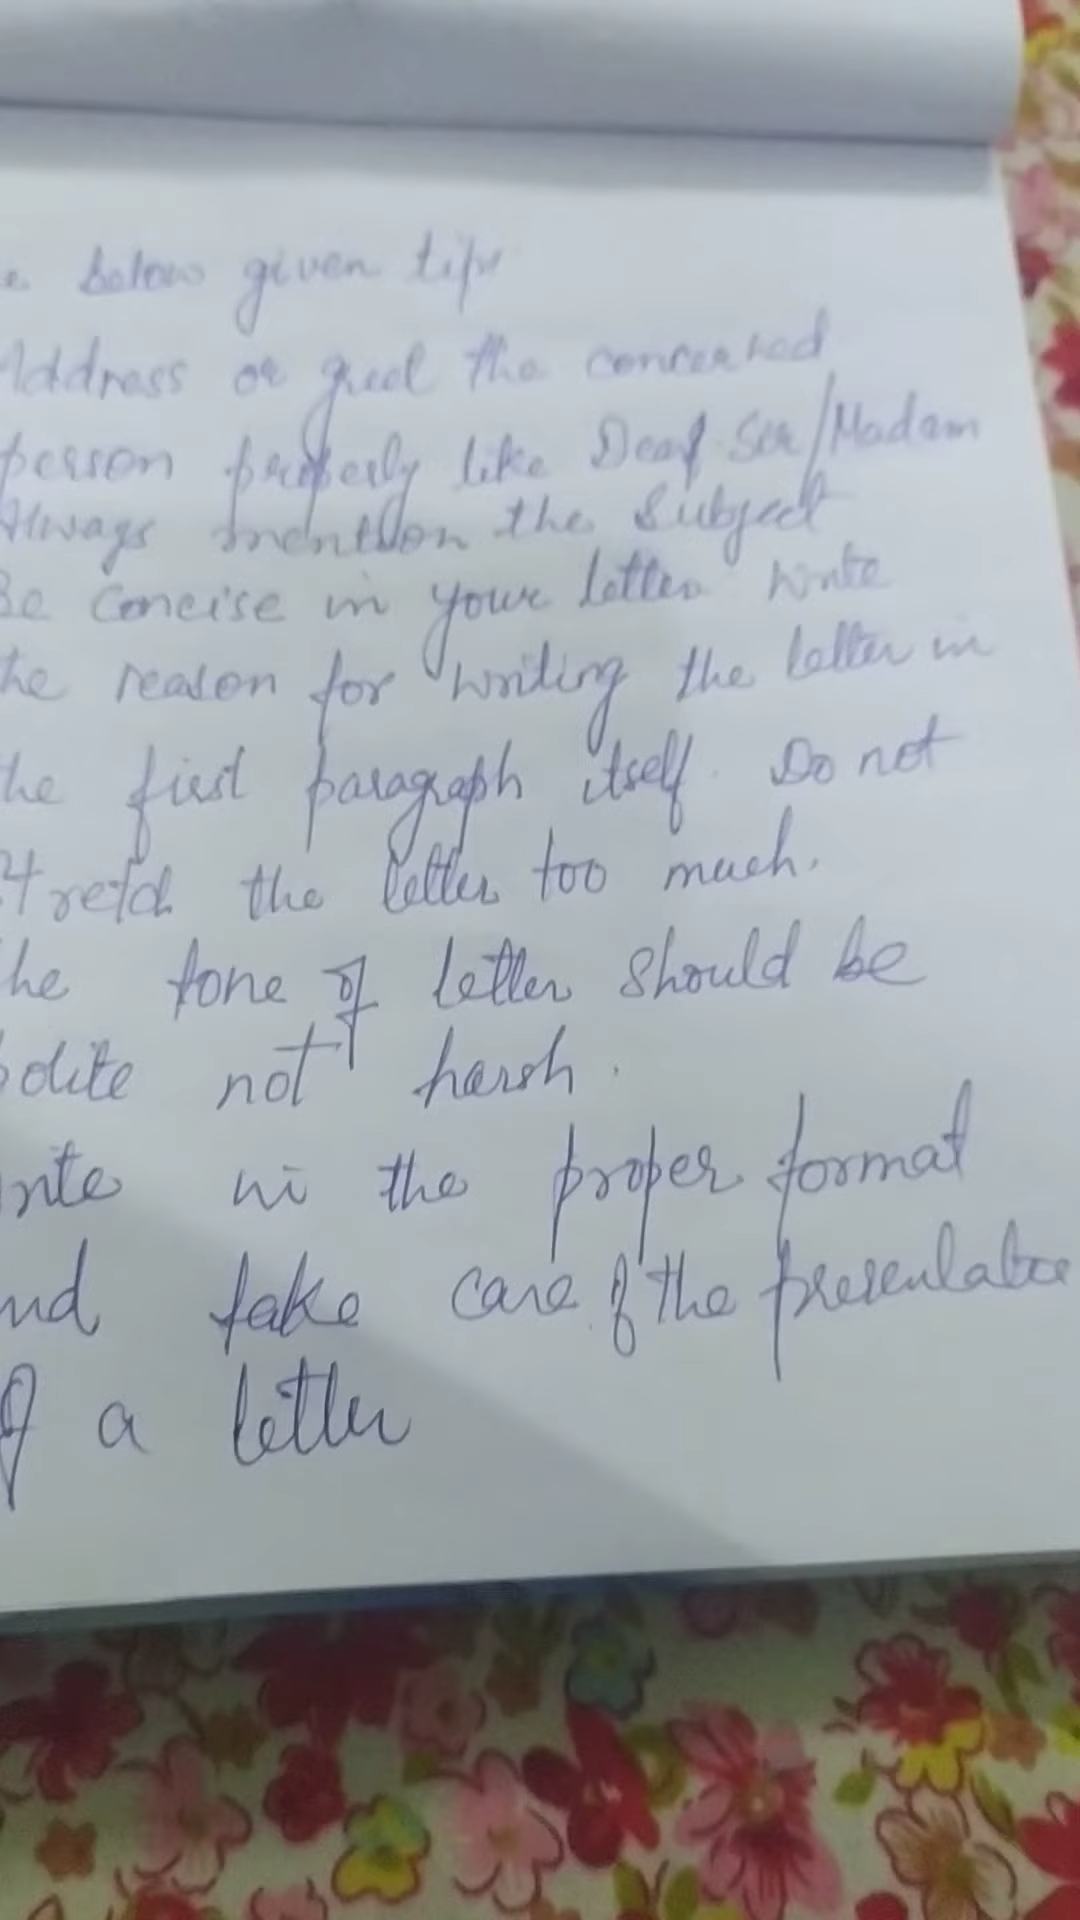 below given tips
Address or greet the concerned
person properly like Dear Sir/Madam
Always mention the Subject
Be Concise in your letter write
the reason for writing the letter in
the first paragraph itself. Do not
stretch the letter too much.
the tone of letter should be
polite not harsh.
write in the proper format
and take care of the presentation
of a letter